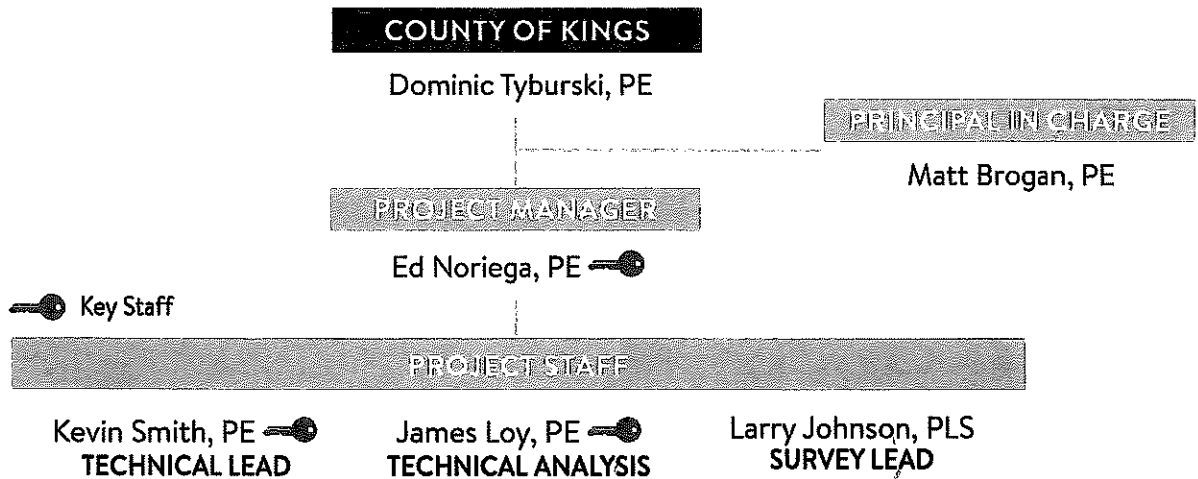 COUNTY OF KINGS
Dominic Tyburski, PE
PRINCIPAL IN CHARGE
Matt Brogan, PE
PROJECT MANAGER
Ed Noriega, PE
Key Staff
PROJECT STAFF
Kevin Smith, PE
TECHNICAL LEAD
James Loy, PE
TECHNICAL ANALYSIS
Larry Johnson, PLS
SURVEY LEAD